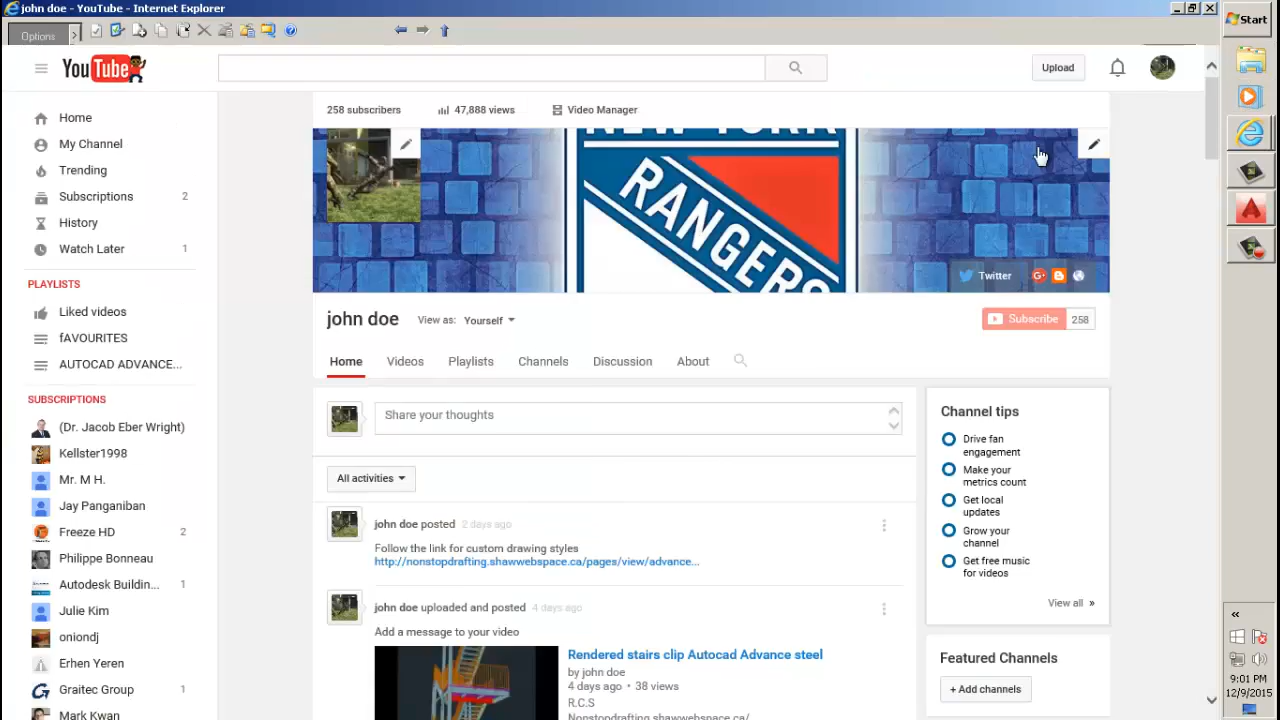 john doe - YouTube - Internet Explorer
Start
Options
YouTube
Upload
258 subscribers
47,888 views
Video Manager
Home
My Channel
Trending
Subscriptions 2
History
Watch Later 1
PLAYLISTS
Liked videos
fAVOURITES
AUTOCAD ADVANCE...
SUBSCRIPTIONS
(Dr. Jacob Eber Wright)
Kellster1998
Mr. M H.
Jay Panganiban
Freeze HD 2
Philippe Bonneau
Autodesk Buildin... 1
Julie Kim
oniondj
Erhen Yeren
Graitec Group 1
Mark Kwan
NEW YORK
RANGERS
Twitter
john doe
View as: Yourself
Subscribe 258
Home Videos Playlists Channels Discussion About
Share your thoughts
All activities
john doe posted 2 days ago
Follow the link for custom drawing styles
http://nonstopdrafting.shawwebspace.ca/pages/view/advance...
john doe uploaded and posted 4 days ago
Add a message to your video
Rendered stairs clip Autocad Advance steel
by john doe
4 days ago • 38 views
R.C.S
Nonstopdrafting.shawwebspace.ca/
Channel tips
Drive fan
engagement
Make your
metrics count
Get local
updates
Grow your
channel
Get free music
for videos
View all »
Featured Channels
+ Add channels
9:01 PM
12/9/2015